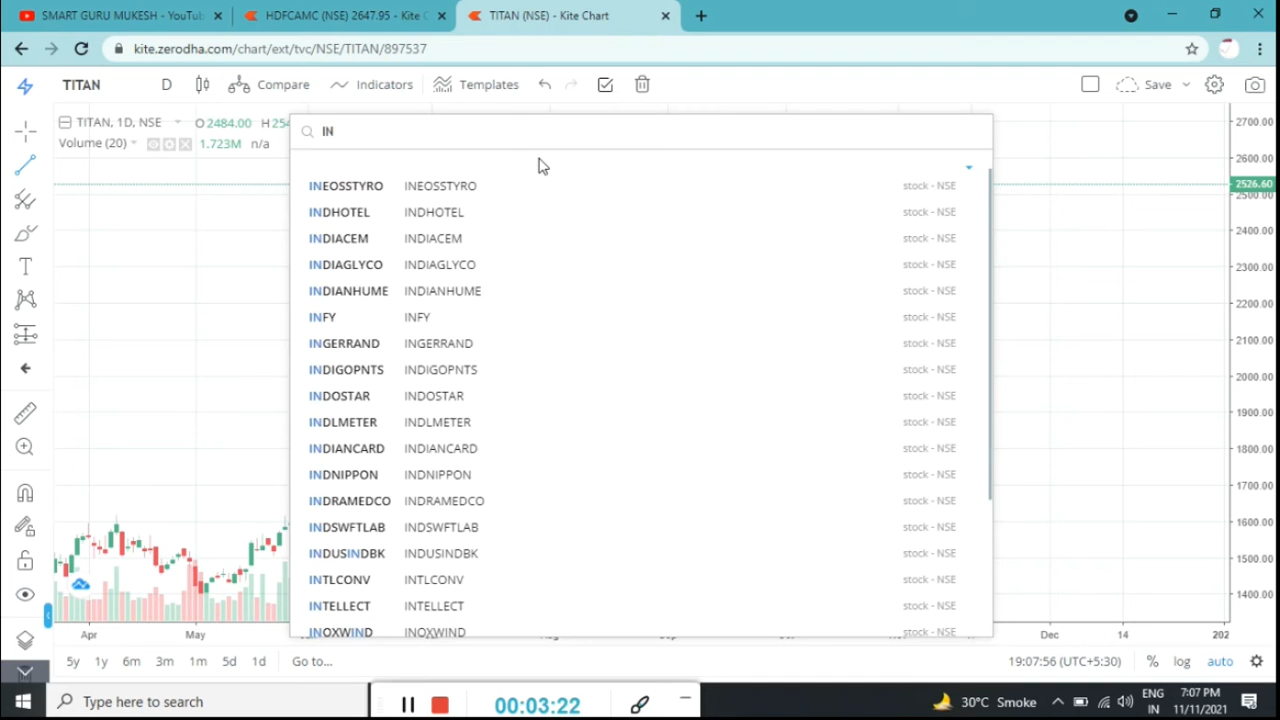 SMART GURU MUKESH - YouTu
HDFCAMC (NSE) 2647.95 - Kite C
TITAN (NSE) - Kite Chart
kite.zerodha.com/chart/ext/tvc/NSE/TITAN/897537
TITAN D Compare Indicators Templates Save
IN
TITAN, 1D, NSE O 2484.00 H 254
Volume (20) 1.723M n/a
INEOSSTYRO INEOSSTYRO stock - NSE
INDHOTEL INDHOTEL stock - NSE
INDIACEM INDIACEM stock - NSE
INDIAGLYCO INDIAGLYCO stock - NSE
INDIANHUME INDIANHUME stock - NSE
INFY INFY stock - NSE
INGERRAND INGERRAND stock - NSE
INDIGOPNTS INDIGOPNTS stock - NSE
INDOSTAR INDOSTAR stock - NSE
INDLMETER INDLMETER stock - NSE
INDIANCARD INDIANCARD stock - NSE
INDNIPPON INDNIPPON stock - NSE
INDRAMEDCO INDRAMEDCO stock - NSE
INDSWFTLAB INDSWFTLAB stock - NSE
INDUSINDBK INDUSINDBK stock - NSE
INTLCONV INTLCONV stock - NSE
INTELLECT INTELLECT stock - NSE
INOXWIND INOXWIND stock - NSE
2700.00
2600.00
2526.60
2500.00
2400.00
2300.00
2200.00
2100.00
2000.00
1900.00
1800.00
1700.00
1600.00
1500.00
1400.00
Apr May Dec 14 202
5y 1y 6m 3m 1m 5d 1d Go to... 19:07:56 (UTC+5:30) % log auto
Type here to search
00:03:22
30°C Smoke
ENG
IN
7:07 PM
11/11/2021